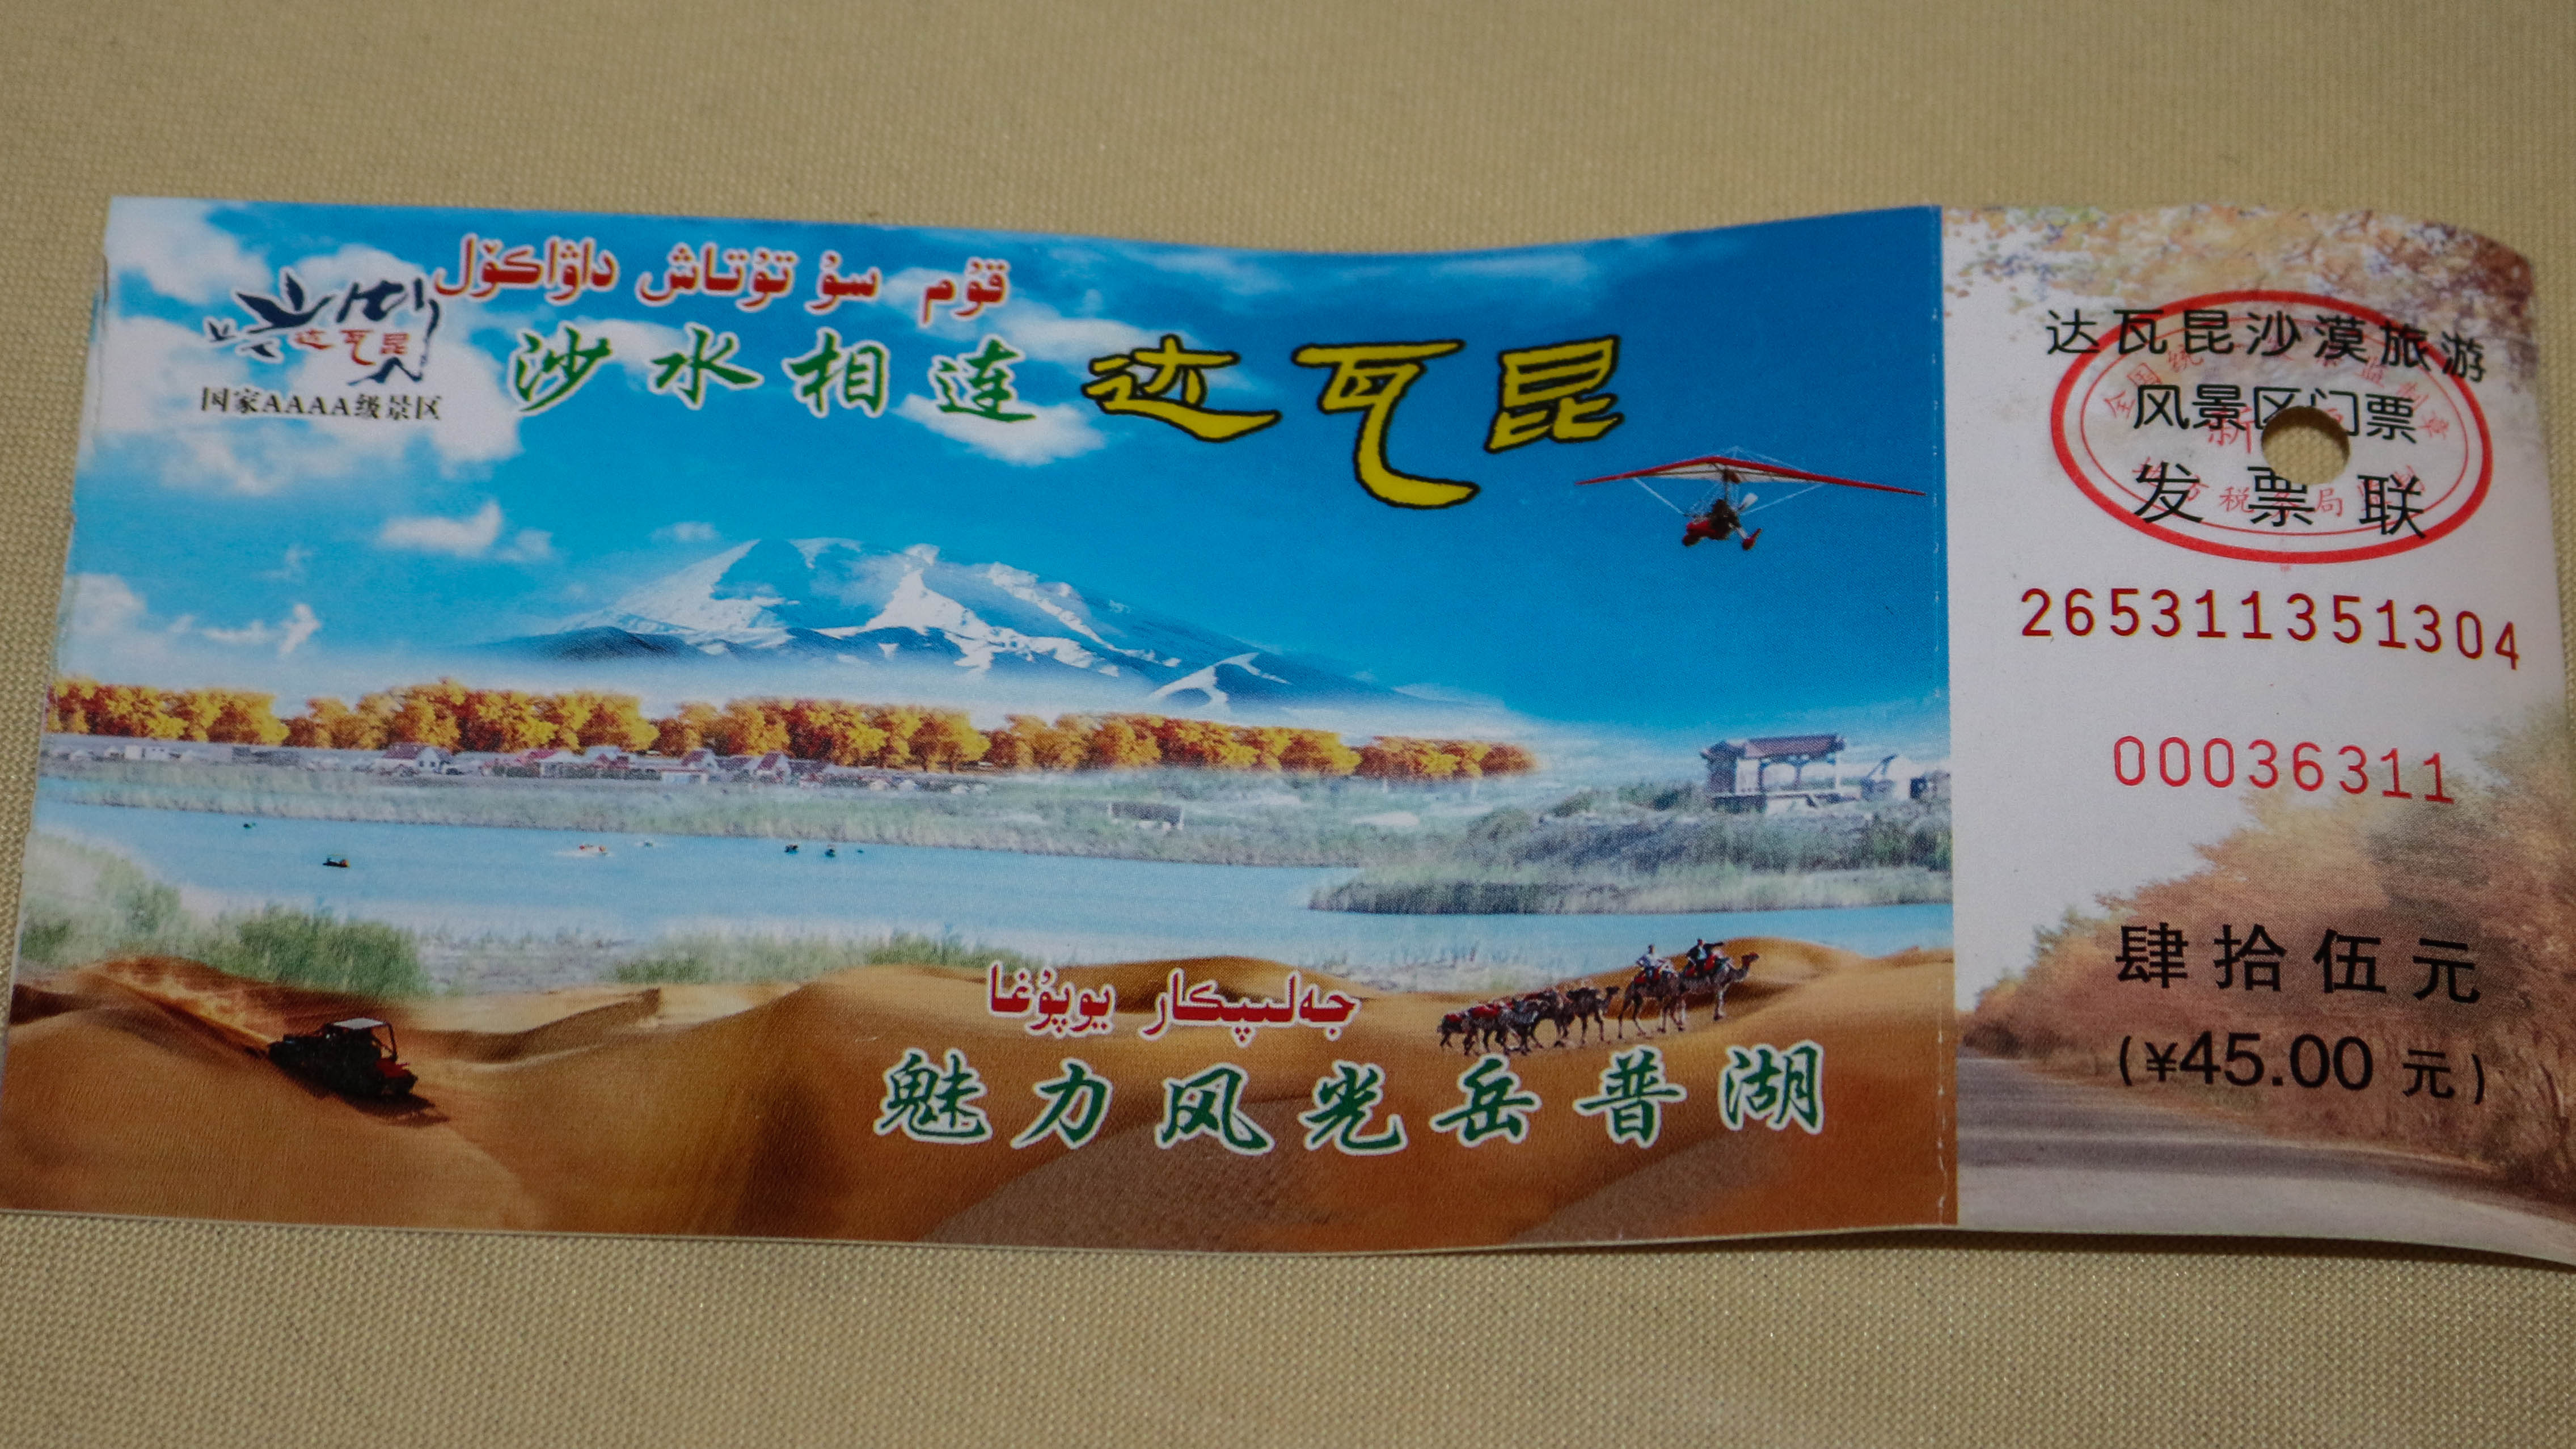 قۇم سۇ تۇتاش داۋاكۆل
达瓦昆
国家AAAA级景区
沙水相连 达瓦昆
جەلىپكار يوپۇغا
魅力风光岳普湖
达瓦昆沙漠旅游
风景区门票
发票联
265311351304
00036311
肆拾伍元
(¥45.00 元)